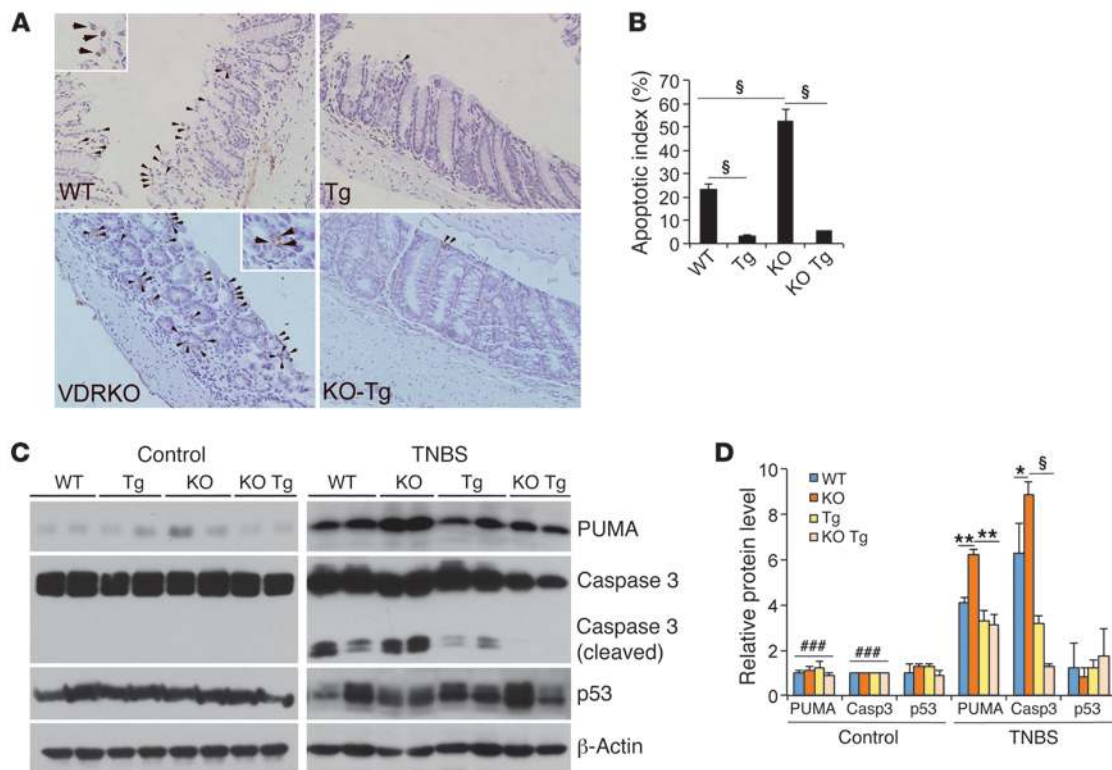 A
WT
Tg
VDRKO
KO-Tg
B
Apoptotic index (%)
70
60
50
40
30
20
10
0
§
§
§
WT
Tg
KO
KO Tg
C
Control
TNBS
WT Tg KO KO Tg
WT KO Tg KO Tg
PUMA
Caspase 3
Caspase 3
(cleaved)
p53
β-Actin
D
Relative protein level
10
8
6
4
2
0
WT
KO
Tg
KO Tg
###
###
** **
* §
PUMA Casp3 p53 PUMA Casp3 p53
Control TNBS